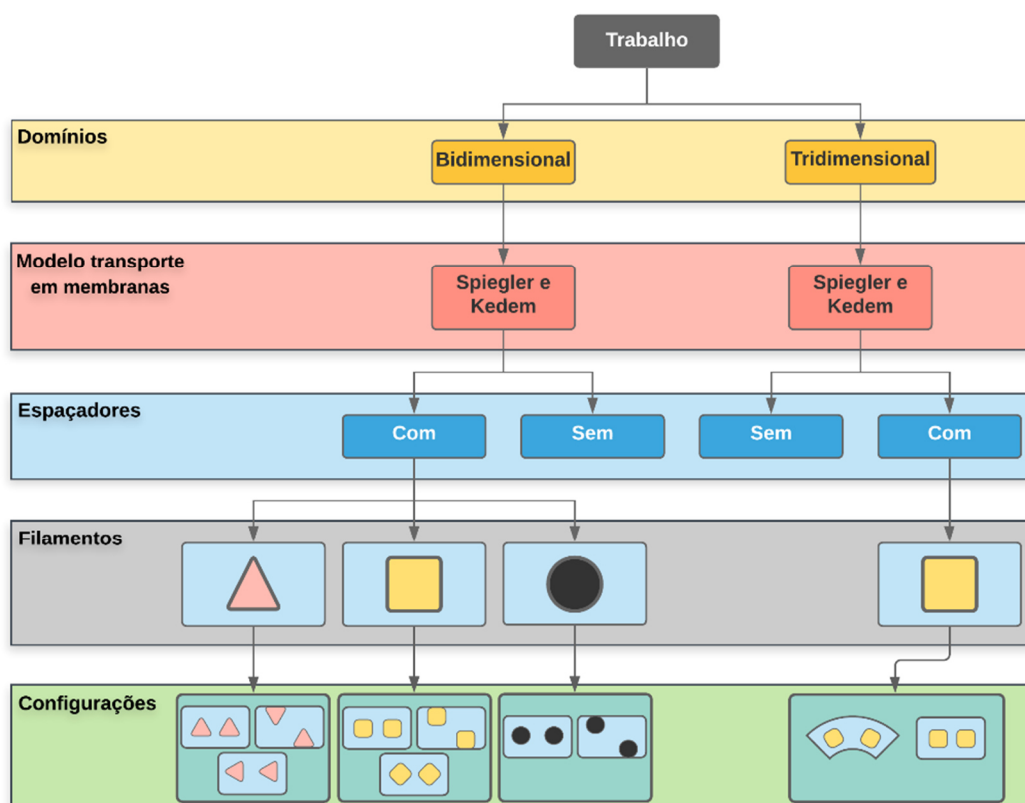 Trabalho
Domínios
Bidimensional
Tridimensional
Modelo transporte
em membranas
Spiegler e
Kedem
Spiegler e
Kedem
Espaçadores
Com
Sem
Sem
Com
Filamentos
Configurações